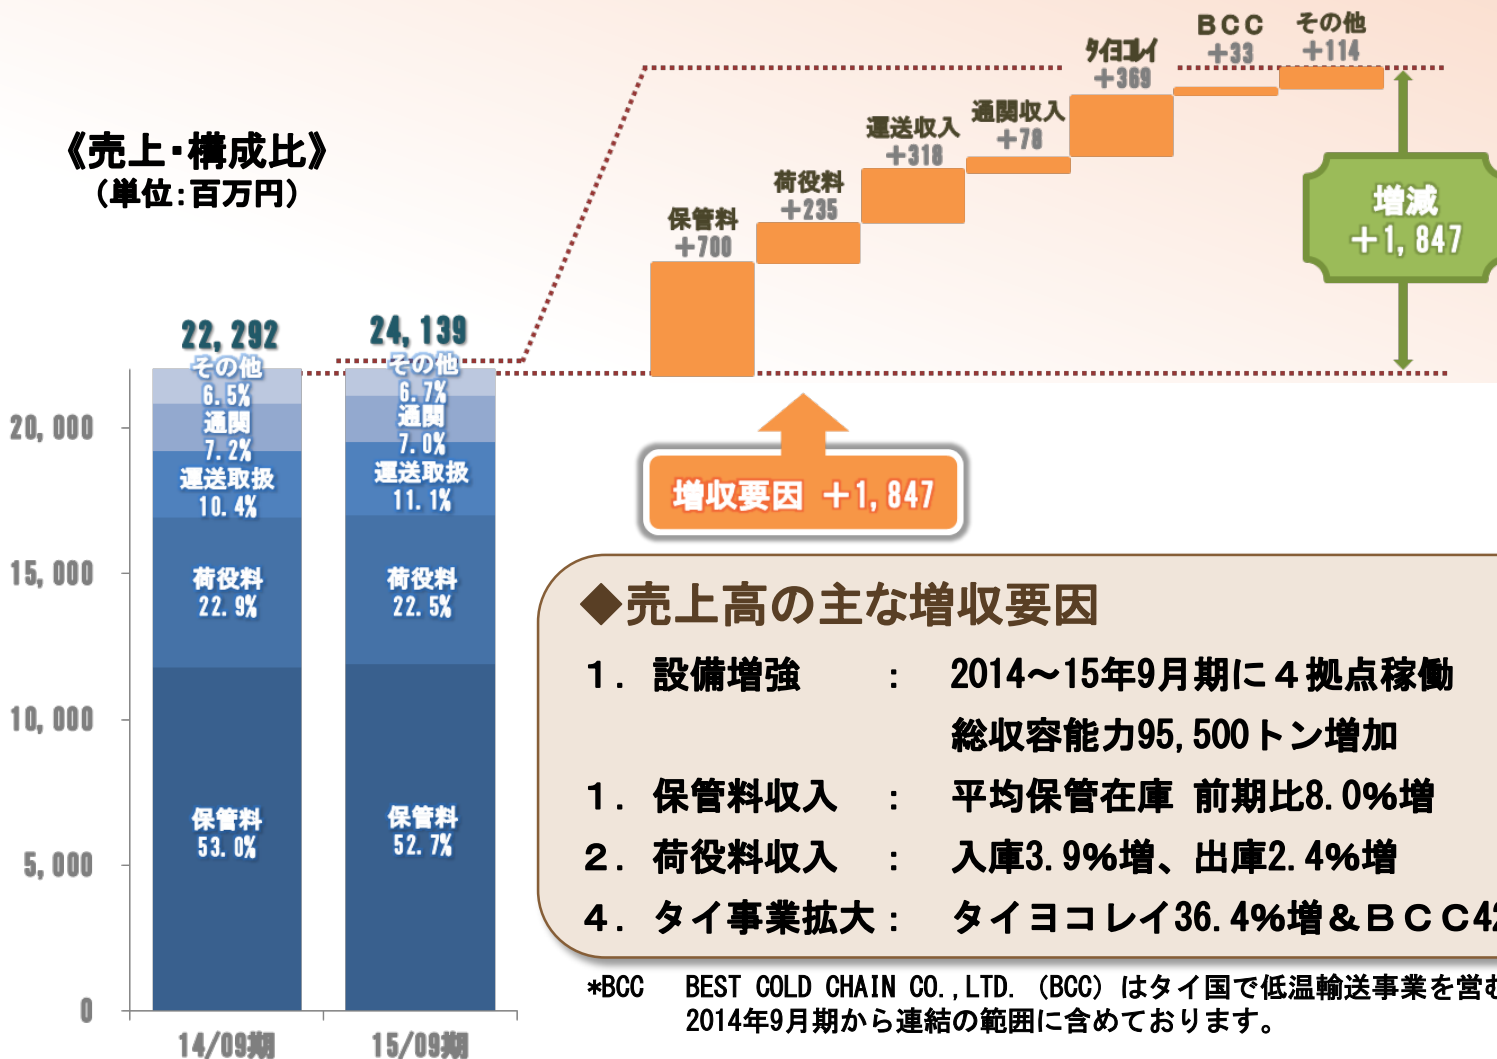 《売上・構成比》
（単位：百万円）
ＢＣＣ
+33
その他
+114
ﾀｲﾖｺﾚｲ
+369
通関収入
+78
運送収入
+318
荷役料
+235
保管料
+700
増減
+1,847
22,292
24,139
その他
6.5%
その他
6.7%
通関
7.2%
通関
7.0%
運送取扱
10.4%
運送取扱
11.1%
荷役料
22.9%
荷役料
22.5%
保管料
53.0%
保管料
52.7%
20,000
15,000
10,000
5,000
0
14/09期
15/09期
増収要因 +1,847
◆売上高の主な増収要因
１．設備増強 ： 2014～15年9月期に４拠点稼働
総収容能力95,500トン増加
１．保管料収入 ： 平均保管在庫 前期比8.0%増
２．荷役料収入 ： 入庫3.9%増、出庫2.4%増
４．タイ事業拡大： タイヨコレイ36.4%増＆ＢＣＣ42
*BCC BEST COLD CHAIN CO.,LTD.（BCC）はタイ国で低温輸送事業を営む
2014年9月期から連結の範囲に含めております。